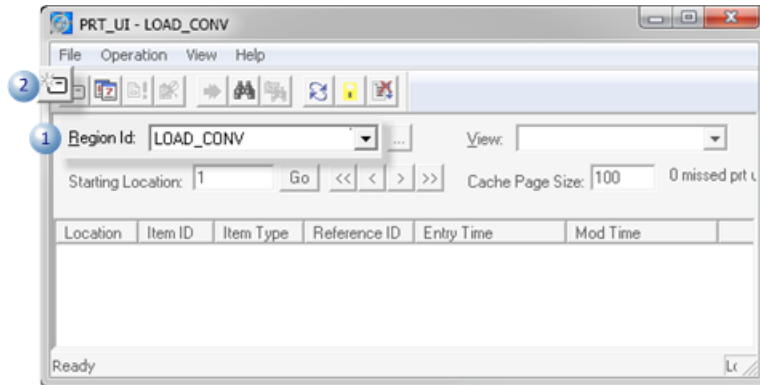 PRT_UI - LOAD_CONV
File Operation View Help
2
1 Region Id: LOAD_CONV ... View:
Starting Location: 1 Go << < > >> Cache Page Size: 100 0 missed prt u
Location Item ID Item Type Reference ID Entry Time Mod Time
Ready